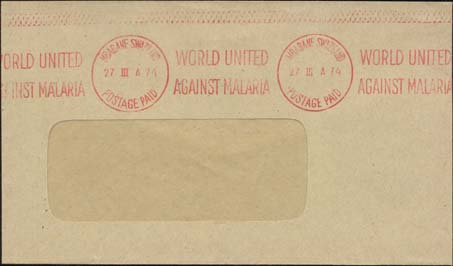 WORLD UNITED
AGAINST MALARIA
MBABANE SWAZILAND
27 III A 74
POSTAGE PAID
WORLD UNITED
AGAINST MALARIA
MBABANE SWAZILAND
27 III A 74
POSTAGE PAID
WORLD UNITED
AGAINST MALARIA